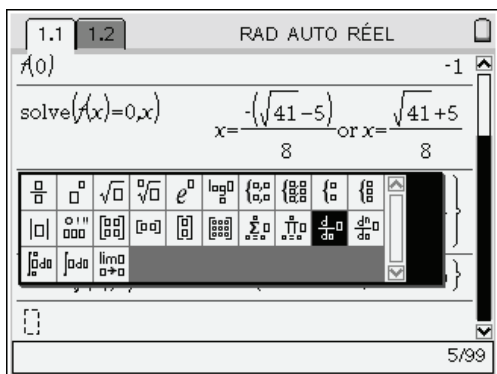 1.1 1.2 RAD AUTO RÉEL
f(0) -1
solve(f(x)=0,x) x=-(√41-5)/8 or x=(√41+5)/8
5/99